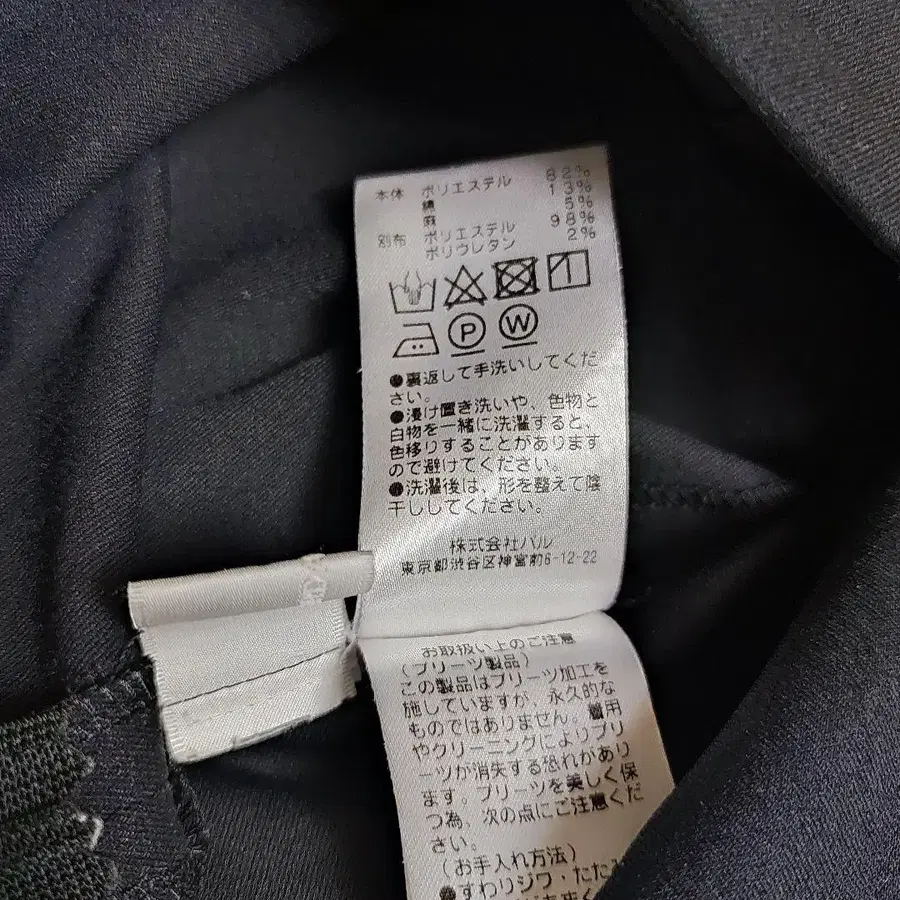 本体 ポリエステル 82%
綿 13%
麻 5%
別布 ポリエステル 98%
ポリウレタン 2%
P W
●裏返して手洗いしてくだ
さい。
●浸け置き洗いや、色物と
白物を一緒に洗濯すると、
色移りすることがあります
ので避けてください。
●洗濯後は、形を整えて陰
干ししてください。
株式会社パル
東京都渋谷区神宮前6-12-22
お取扱い上のご注意
(プリーツ製品)
この製品はプリーツ加工を
施していますが、永久的な
ものではありません。着用
やクリーニングによりプリ
ーツが消失する恐れがあり
ます。プリーツを美しく保
つ為、次の点にご注意くだ
さい。
(お手入れ方法)
●すわりジワ・たた